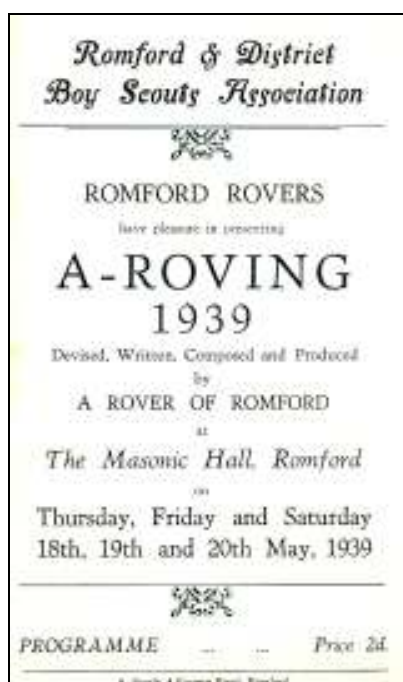 Romford & District
Boy Scouts Association
ROMFORD ROVERS
have pleasure in presenting
A-ROVING
1939
Devised, Written, Composed and Produced
by
A ROVER OF ROMFORD
at
The Masonic Hall, Romford
on
Thursday, Friday and Saturday
18th, 19th and 20th May, 1939
PROGRAMME ... ... Price 2d.